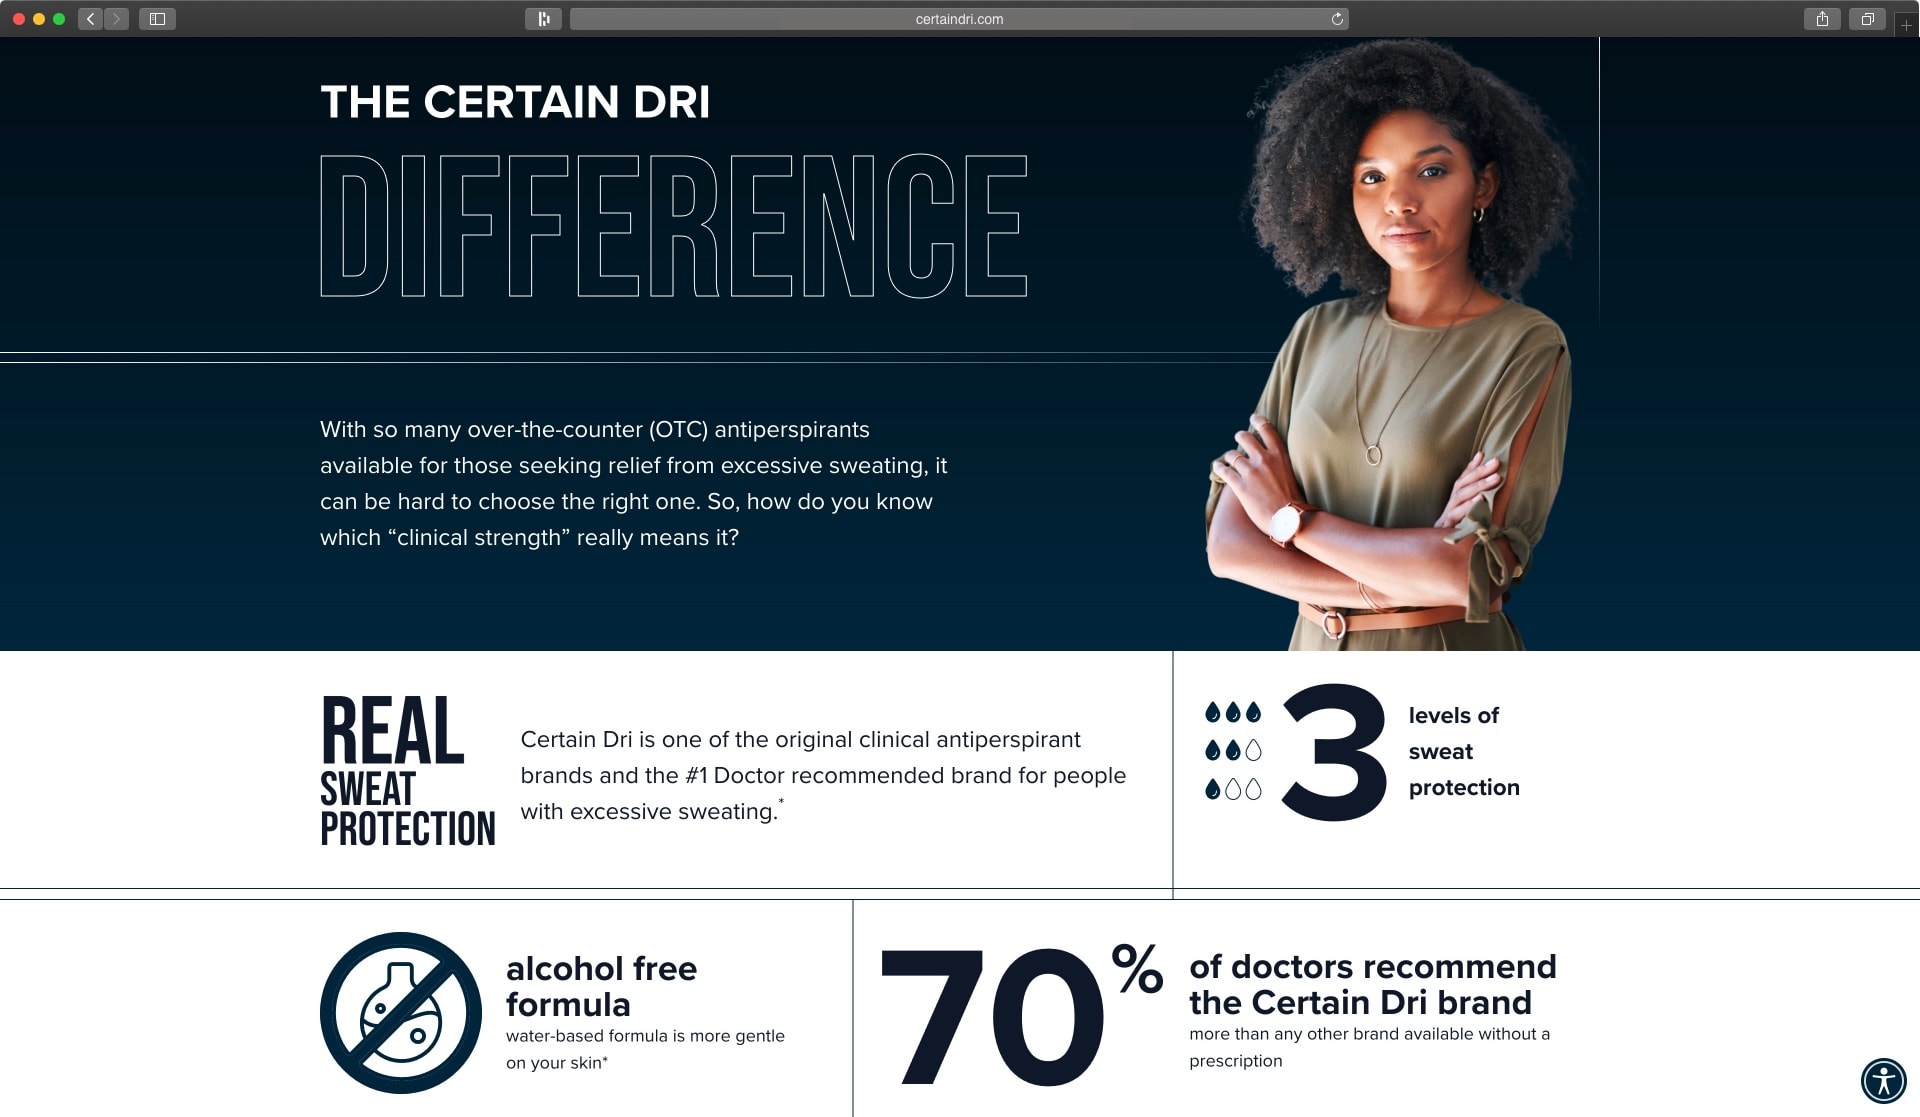 certaindri.com
THE CERTAIN DRI
DIFFERENCE
With so many over-the-counter (OTC) antiperspirants
available for those seeking relief from excessive sweating, it
can be hard to choose the right one. So, how do you know
which “clinical strength” really means it?
REAL
SWEAT
PROTECTION
Certain Dri is one of the original clinical antiperspirant
brands and the #1 Doctor recommended brand for people
with excessive sweating.*
3
levels of
sweat
protection
alcohol free
formula
water-based formula is more gentle
on your skin*
70%
of doctors recommend
the Certain Dri brand
more than any other brand available without a
prescription